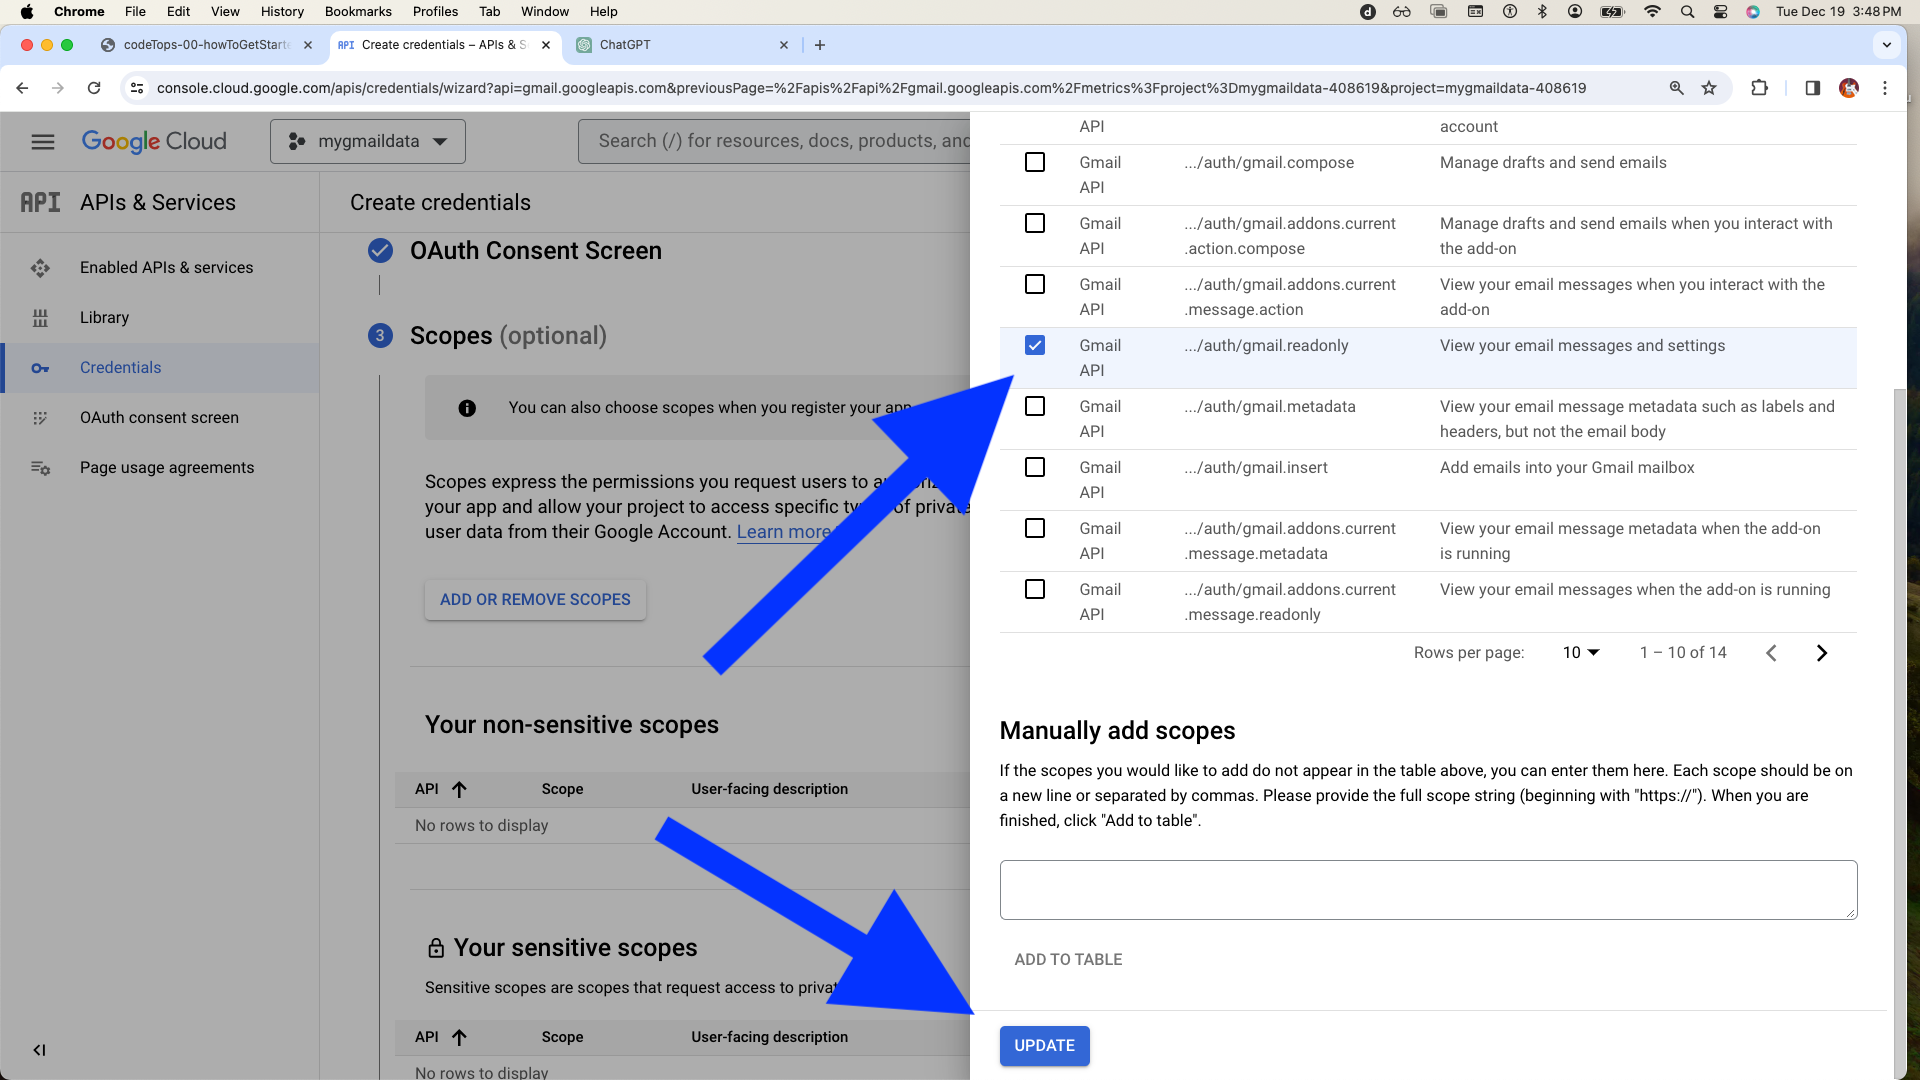 Chrome File Edit View History Bookmarks Profiles Tab Window Help Tue Dec 19 3:48 PM
codeTops-00-howToGetStarte
API Create credentials – APIs & S
ChatGPT
console.cloud.google.com/apis/credentials/wizard?api=gmail.googleapis.com&previousPage=%2Fapis%2Fapi%2Fgmail.googleapis.com%2Fmetrics%3Fproject%3Dmygmaildata-408619&project=mygmaildata-408619
Google Cloud
mygmaildata
Search (/) for resources, docs, products, and
API APIs & Services
Enabled APIs & services
Library
Credentials
OAuth consent screen
Page usage agreements
Create credentials
OAuth Consent Screen
3 Scopes (optional)
You can also choose scopes when you register your app
Scopes express the permissions you request users to
your app and allow your project to access specific of private
user data from their Google Account. Learn more
ADD OR REMOVE SCOPES
Your non-sensitive scopes
API Scope User-facing description
No rows to display
Your sensitive scopes
Sensitive scopes are scopes that request access to
API Scope User-facing description
No rows to display
API account
Gmail .../auth/gmail.compose Manage drafts and send emails
API
Gmail .../auth/gmail.addons.current Manage drafts and send emails when you interact with
API .action.compose the add-on
Gmail .../auth/gmail.addons.current View your email messages when you interact with the
API .message.action add-on
Gmail .../auth/gmail.readonly View your email messages and settings
API
Gmail .../auth/gmail.metadata View your email message metadata such as labels and
API headers, but not the email body
Gmail .../auth/gmail.insert Add emails into your Gmail mailbox
API
Gmail .../auth/gmail.addons.current View your email message metadata when the add-on
API .message.metadata is running
Gmail .../auth/gmail.addons.current View your email messages when the add-on is running
API .message.readonly
Rows per page: 10 1 – 10 of 14
Manually add scopes
If the scopes you would like to add do not appear in the table above, you can enter them here. Each scope should be on
a new line or separated by commas. Please provide the full scope string (beginning with "https://"). When you are
finished, click "Add to table".
ADD TO TABLE
UPDATE